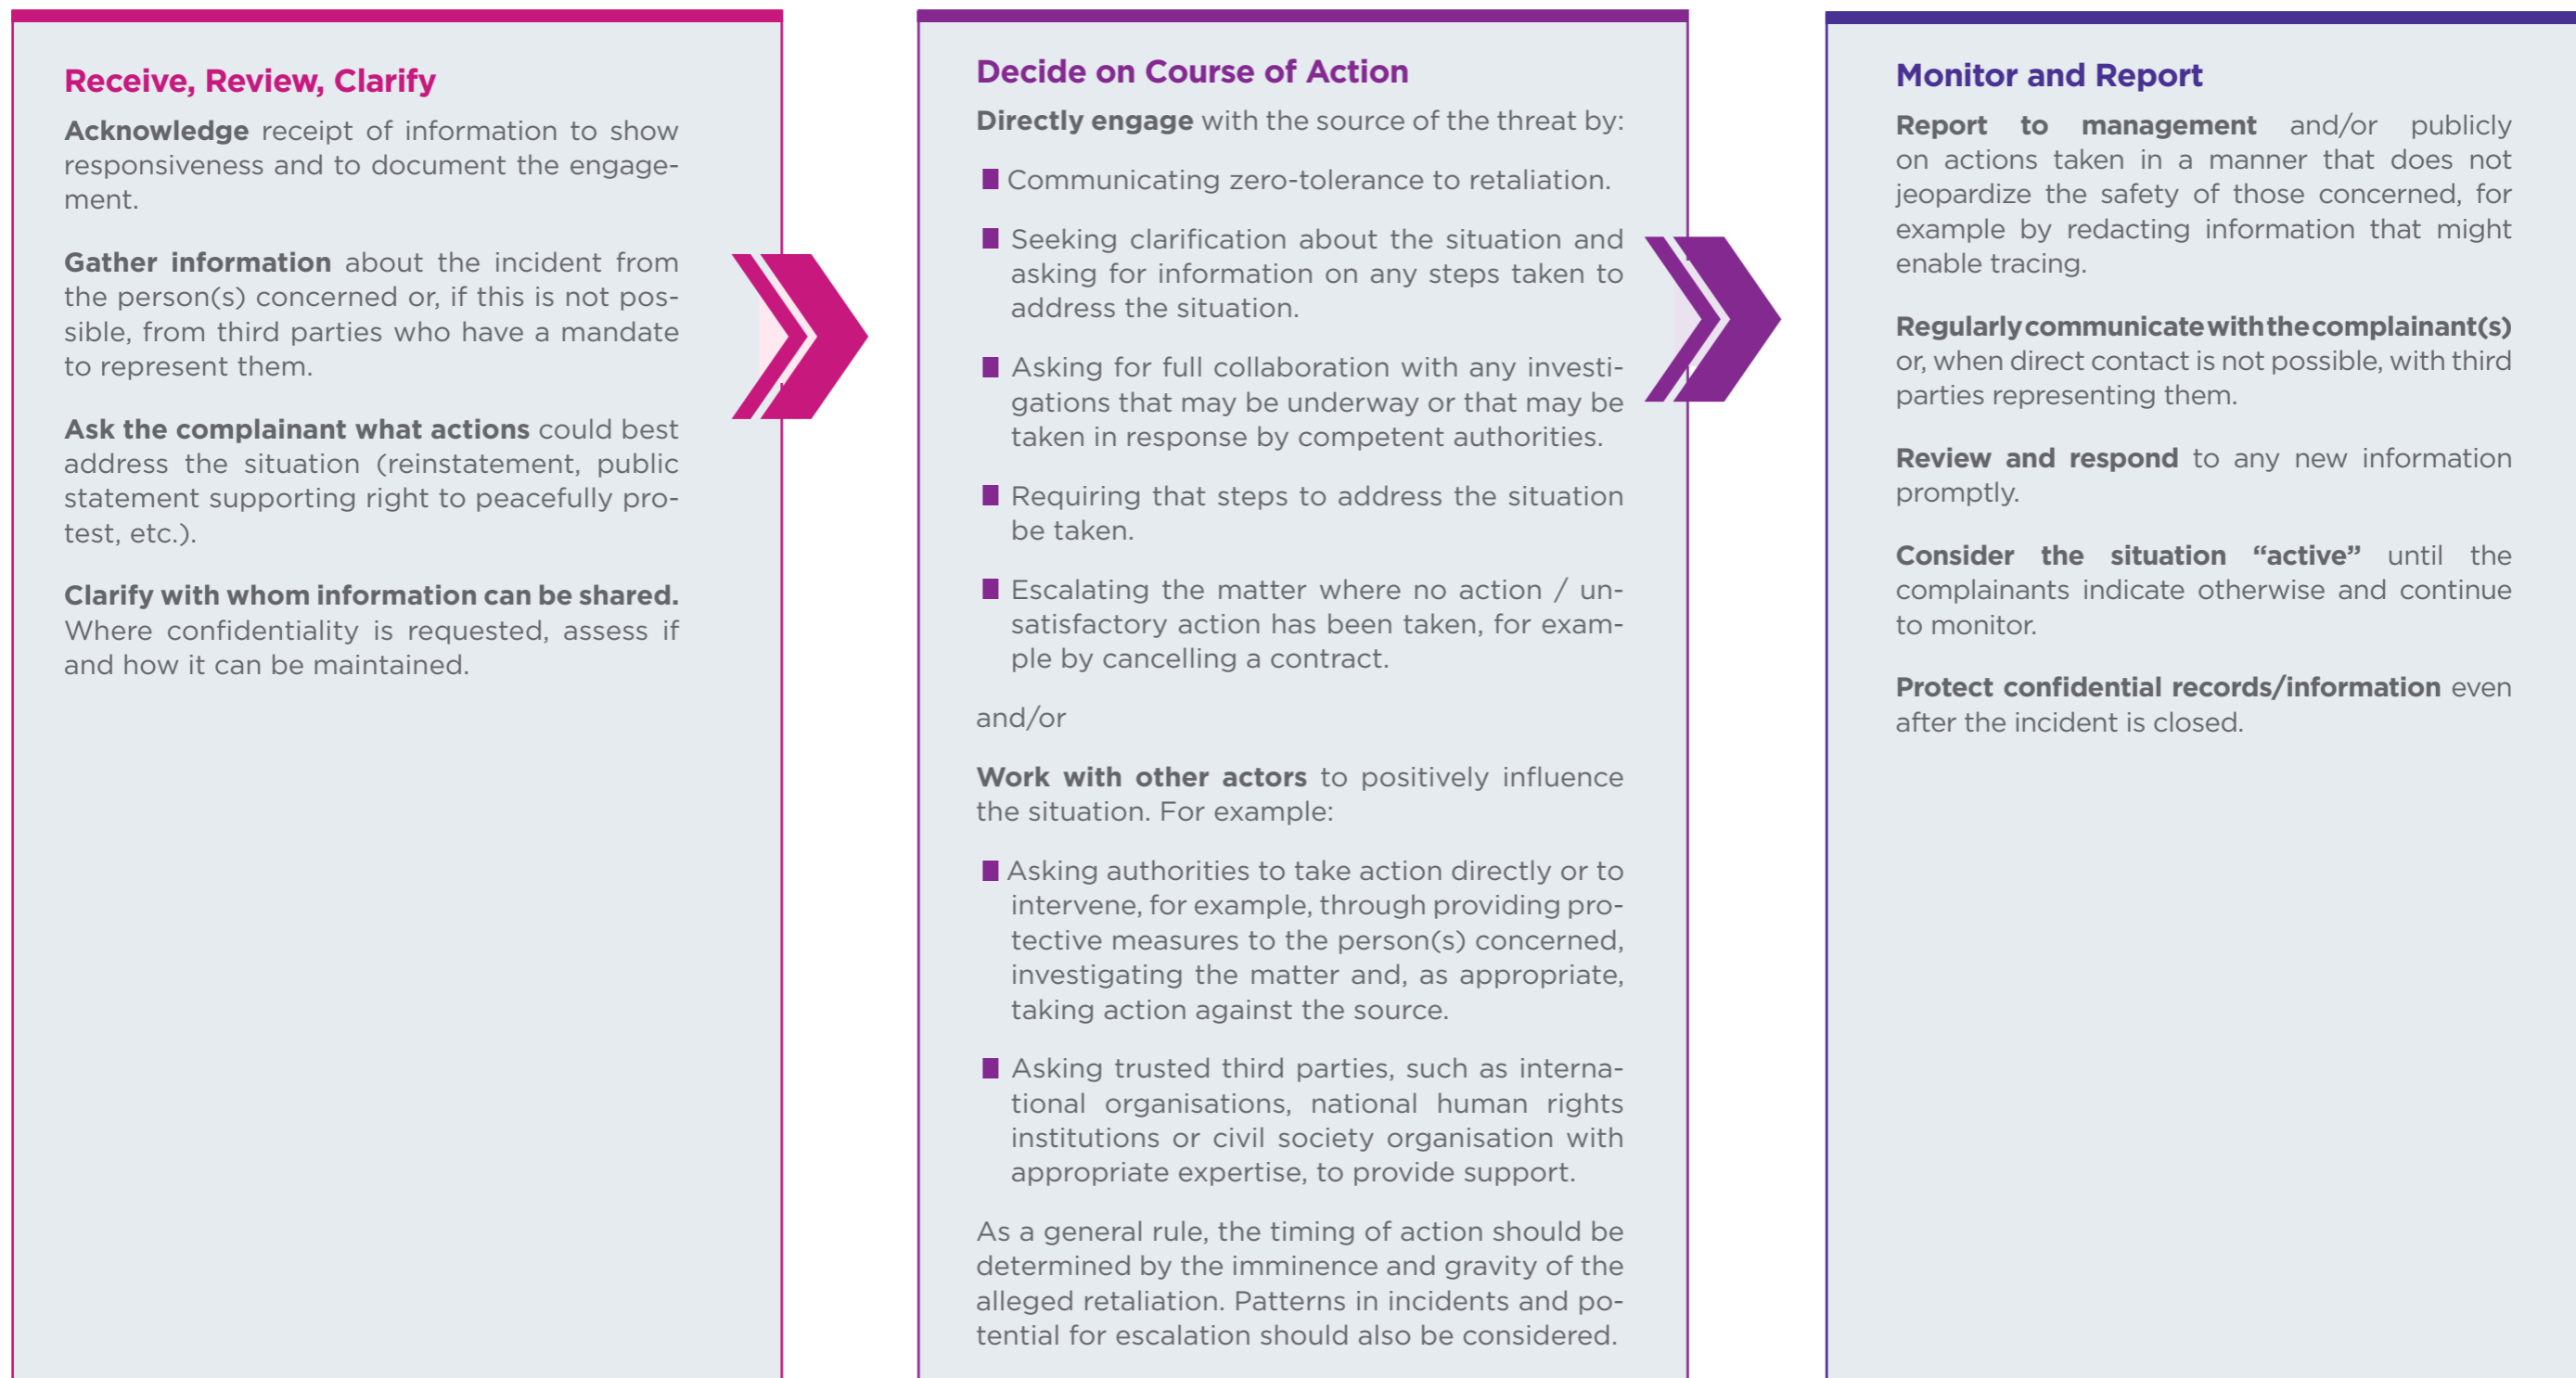 Receive, Review, Clarify
Acknowledge receipt of information to show
responsiveness and to document the engage-
ment.
Gather information about the incident from
the person(s) concerned or, if this is not pos-
sible, from third parties who have a mandate
to represent them.
Ask the complainant what actions could best
address the situation (reinstatement, public
statement supporting right to peacefully pro-
test, etc.).
Clarify with whom information can be shared.
Where confidentiality is requested, assess if
and how it can be maintained.
Decide on Course of Action
Directly engage with the source of the threat by:
Communicating zero-tolerance to retaliation.
Seeking clarification about the situation and
asking for information on any steps taken to
address the situation.
Asking for full collaboration with any investi-
gations that may be underway or that may be
taken in response by competent authorities.
Requiring that steps to address the situation
be taken.
Escalating the matter where no action / un-
satisfactory action has been taken, for exam-
ple by cancelling a contract.
and/or
Work with other actors to positively influence
the situation. For example:
Asking authorities to take action directly or to
intervene, for example, through providing pro-
tective measures to the person(s) concerned,
investigating the matter and, as appropriate,
taking action against the source.
Asking trusted third parties, such as interna-
tional organisations, national human rights
institutions or civil society organisation with
appropriate expertise, to provide support.
As a general rule, the timing of action should be
determined by the imminence and gravity of the
alleged retaliation. Patterns in incidents and po-
tential for escalation should also be considered.
Monitor and Report
Report to management and/or publicly
on actions taken in a manner that does not
jeopardize the safety of those concerned, for
example by redacting information that might
enable tracing.
Regularly communicate with the complainant(s)
or, when direct contact is not possible, with third
parties representing them.
Review and respond to any new information
promptly.
Consider the situation “active” until the
complainants indicate otherwise and continue
to monitor.
Protect confidential records/information even
after the incident is closed.